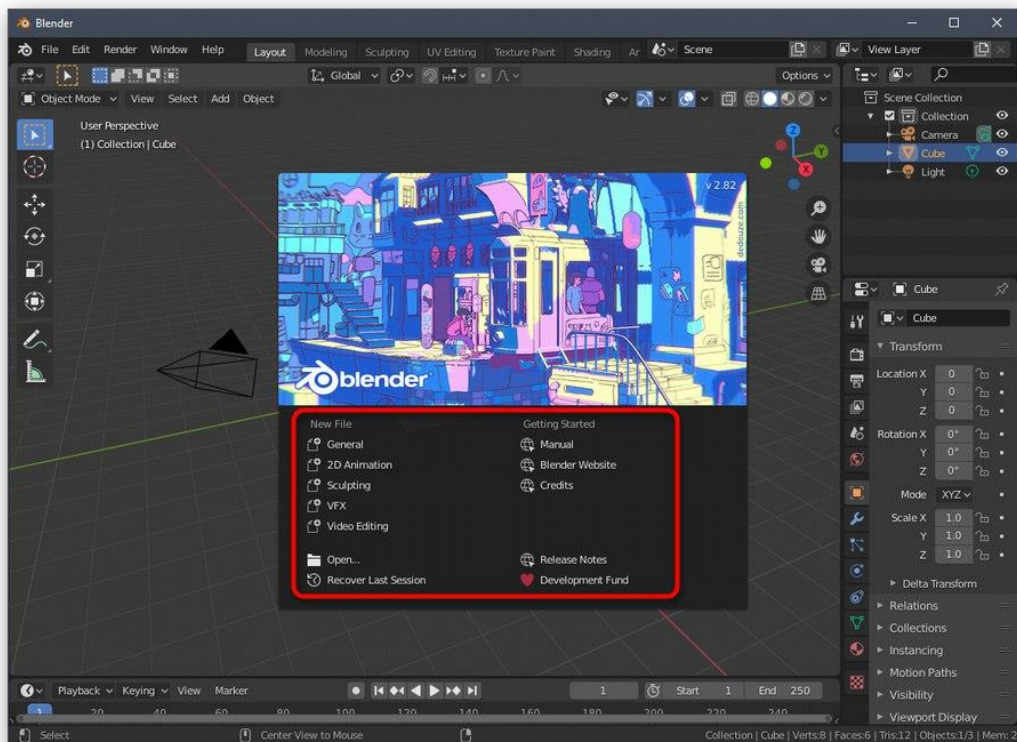 Blender
File Edit Render Window Help Layout Modeling Sculpting UV Editing Texture Paint Shading Ar Scene View Layer
Global Options
Object Mode View Select Add Object
User Perspective
(1) Collection | Cube
Z
Y
X
Scene Collection
Collection
Camera
Cube
Light
v 2.82
dedouze.com
blender
New File
General
2D Animation
Sculpting
VFX
Video Editing
Open...
Recover Last Session
Getting Started
Manual
Blender Website
Credits
Release Notes
Development Fund
Cube
Cube
Transform
Location X 0
Y 0
Z 0
Rotation X 0°
Y 0°
Z 0°
Mode XYZ
Scale X 1.0
Y 1.0
Z 1.0
Delta Transform
Relations
Collections
Instancing
Motion Paths
Visibility
Viewport Display
Playback Keying View Marker 1 Start 1 End 250
1 20 40 60 80 100 120 140 160 180 200 220 240
Select Center View to Mouse Collection | Cube | Verts:8 | Faces:6 | Tris:12 | Objects:1/3 | Mem: 2